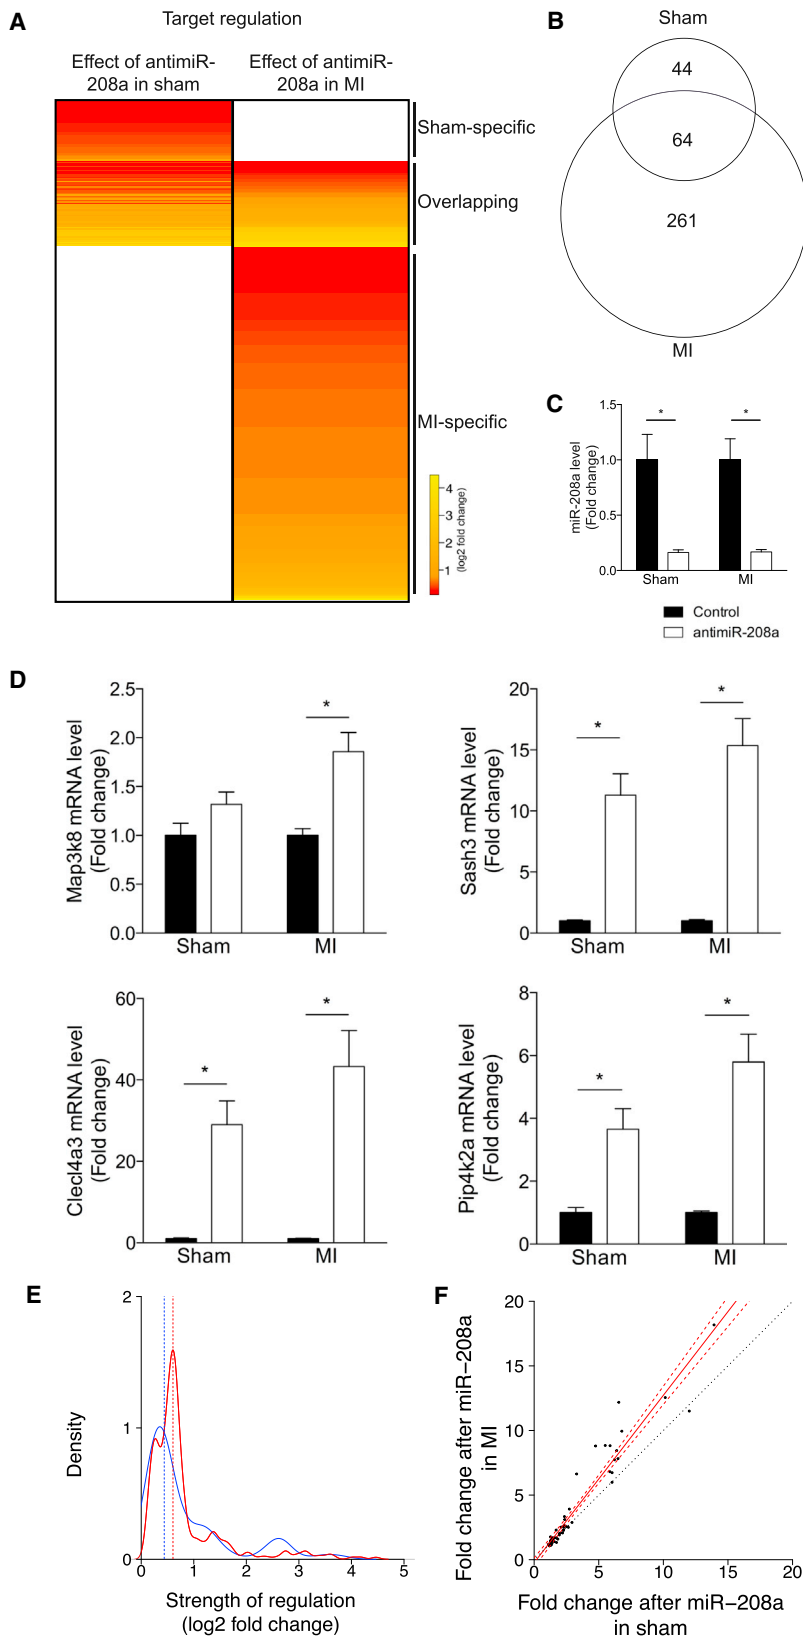 A
Target regulation
Effect of antimiR-
208a in sham
Effect of antimiR-
208a in MI
Sham-specific
Overlapping
MI-specific
4
3
2
1
(log2 fold change)
B
Sham
44
64
261
MI
C
miR-208a level
(Fold change)
1.5
1.0
0.5
0.0
*
*
Sham
MI
Control
antimiR-208a
D
Map3k8 mRNA level
(Fold change)
2.5
2.0
1.5
1.0
0.5
0.0
*
Sham
MI
Sash3 mRNA level
(Fold change)
20
15
10
5
0
*
*
Sham
MI
Clecl4a3 mRNA level
(Fold change)
60
40
20
0
*
*
Sham
MI
Pip4k2a mRNA level
(Fold change)
8
6
4
2
0
*
*
Sham
MI
E
Density
2
1
0
0
1
2
3
4
5
Strength of regulation
(log2 fold change)
F
Fold change after miR−208a
in MI
20
15
10
5
0
0
5
10
15
20
Fold change after miR−208a
in sham